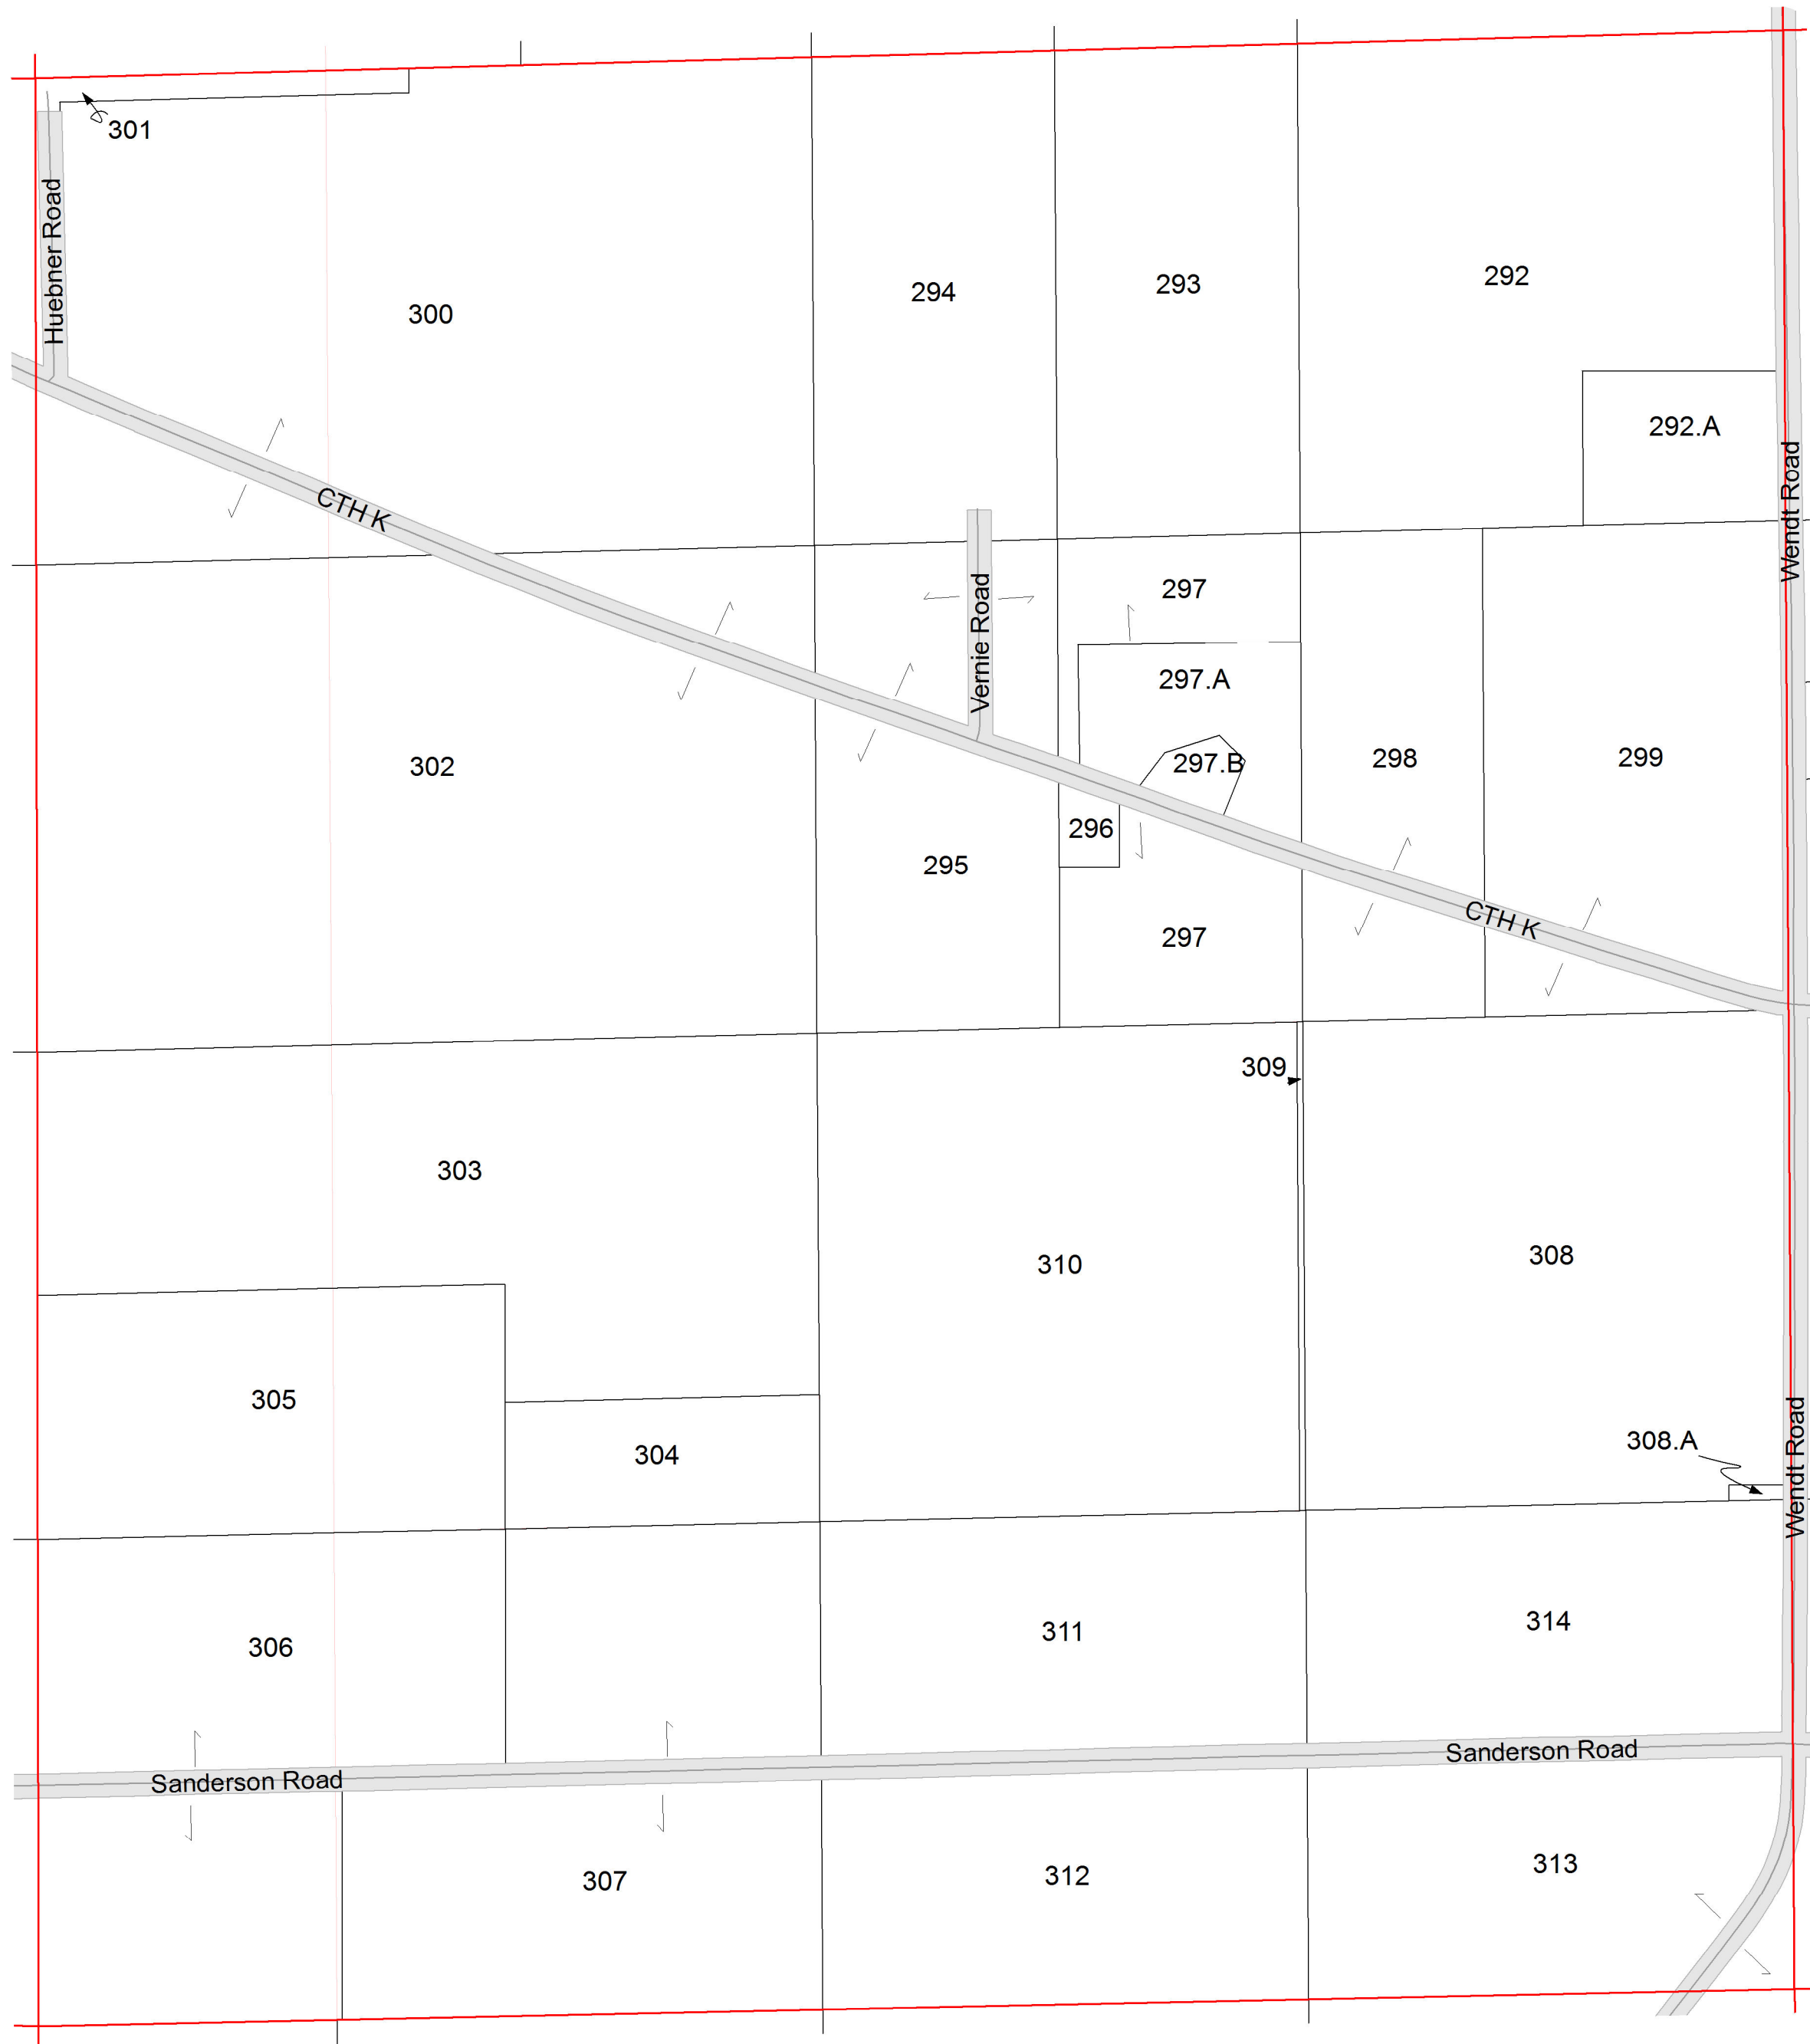 301
Huebner Road
300
294
293
292
292.A
Wendt Road
CTH K
297
Vernie Road
297.A
297.B
302
298
299
296
295
CTH K
297
309
303
310
308
305
304
308.A
Wendt Road
306
311
314
Sanderson Road
Sanderson Road
307
312
313